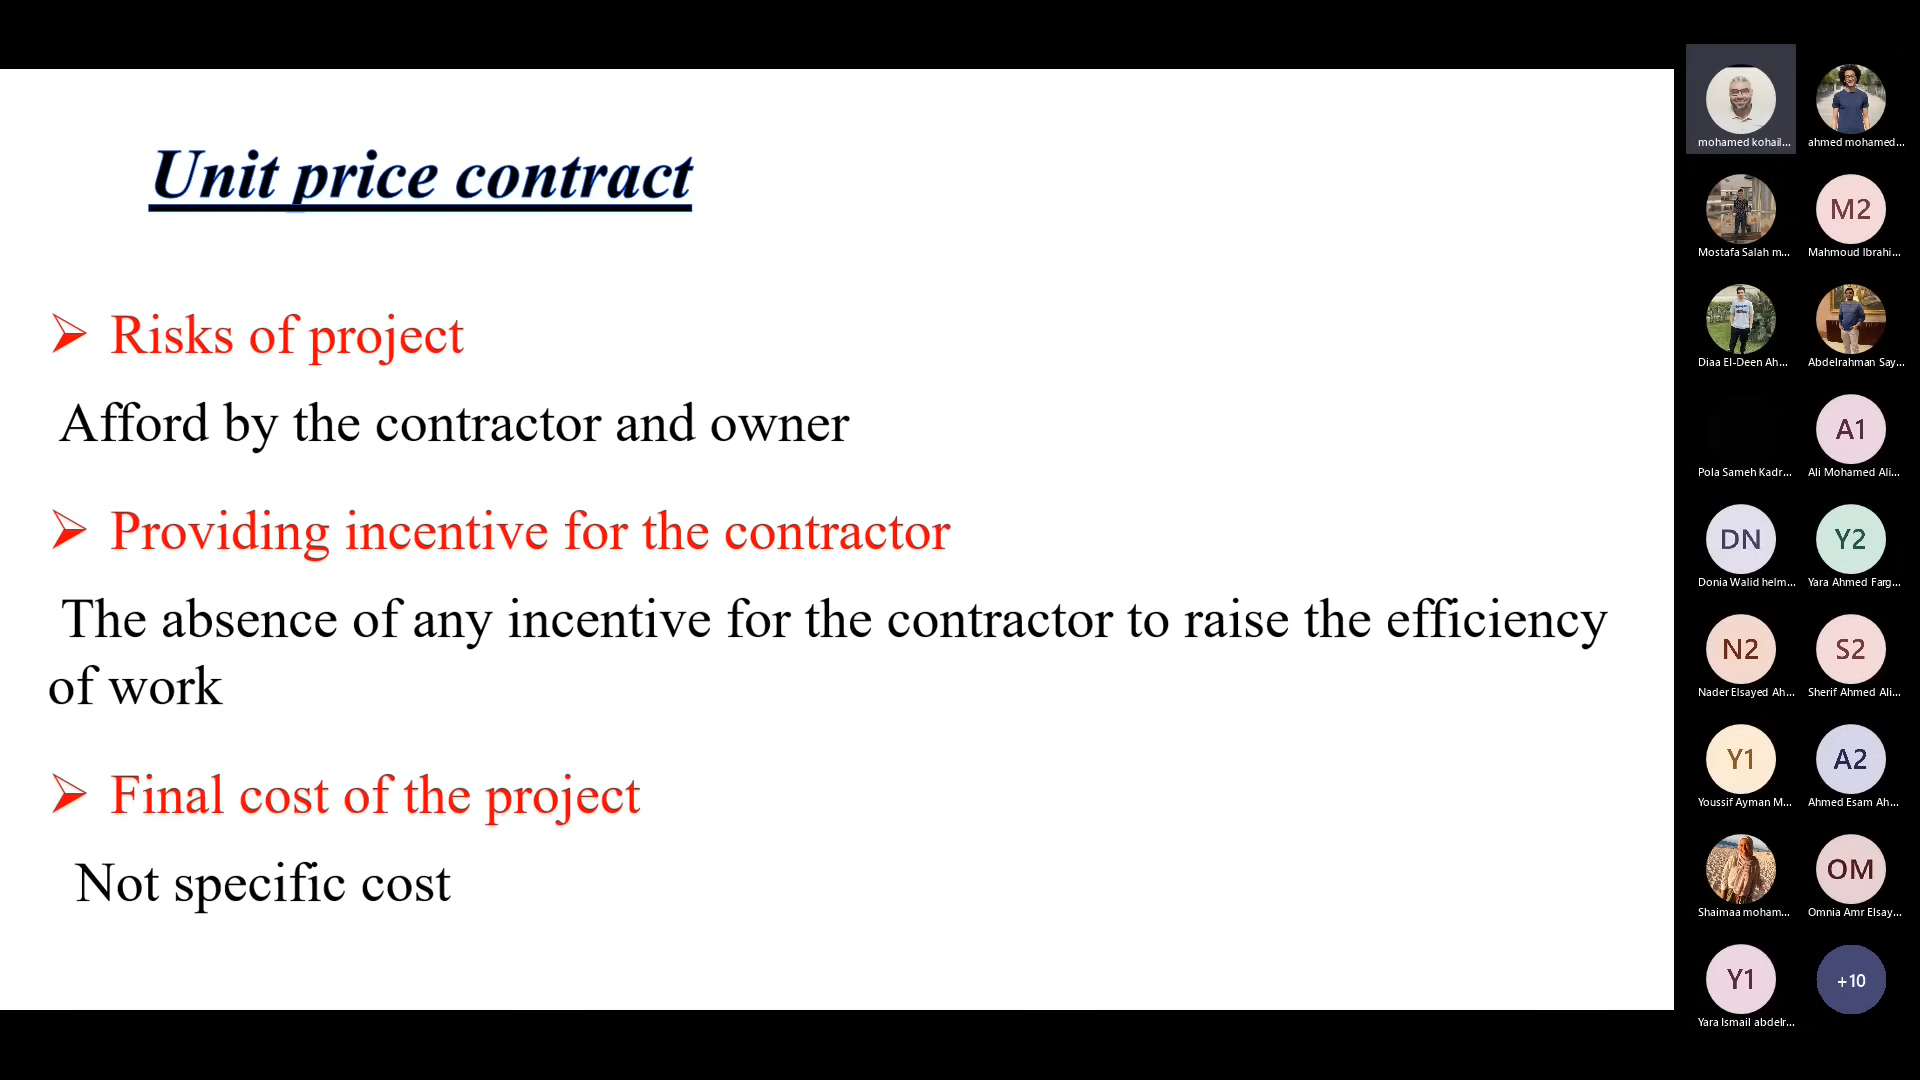 Unit price contract
➢ Risks of project
Afford by the contractor and owner
➢ Providing incentive for the contractor
The absence of any incentive for the contractor to raise the efficiency
of work
➢ Final cost of the project
Not specific cost
mohamed kohail...
ahmed mohamed...
Mostafa Salah m...
M2
Mahmoud Ibrahi...
Diaa El-Deen Ah...
Abdelrahman Say...
Pola Sameh Kadr...
A1
Ali Mohamed Ali...
DN
Donia Walid helm...
Y2
Yara Ahmed Farg...
N2
Nader Elsayed Ah...
S2
Sherif Ahmed Ali...
Y1
Youssif Ayman M...
A2
Ahmed Esam Ah...
Shaimaa moham...
OM
Omnia Amr Elsay...
Y1
Yara Ismail abdelr...
+10